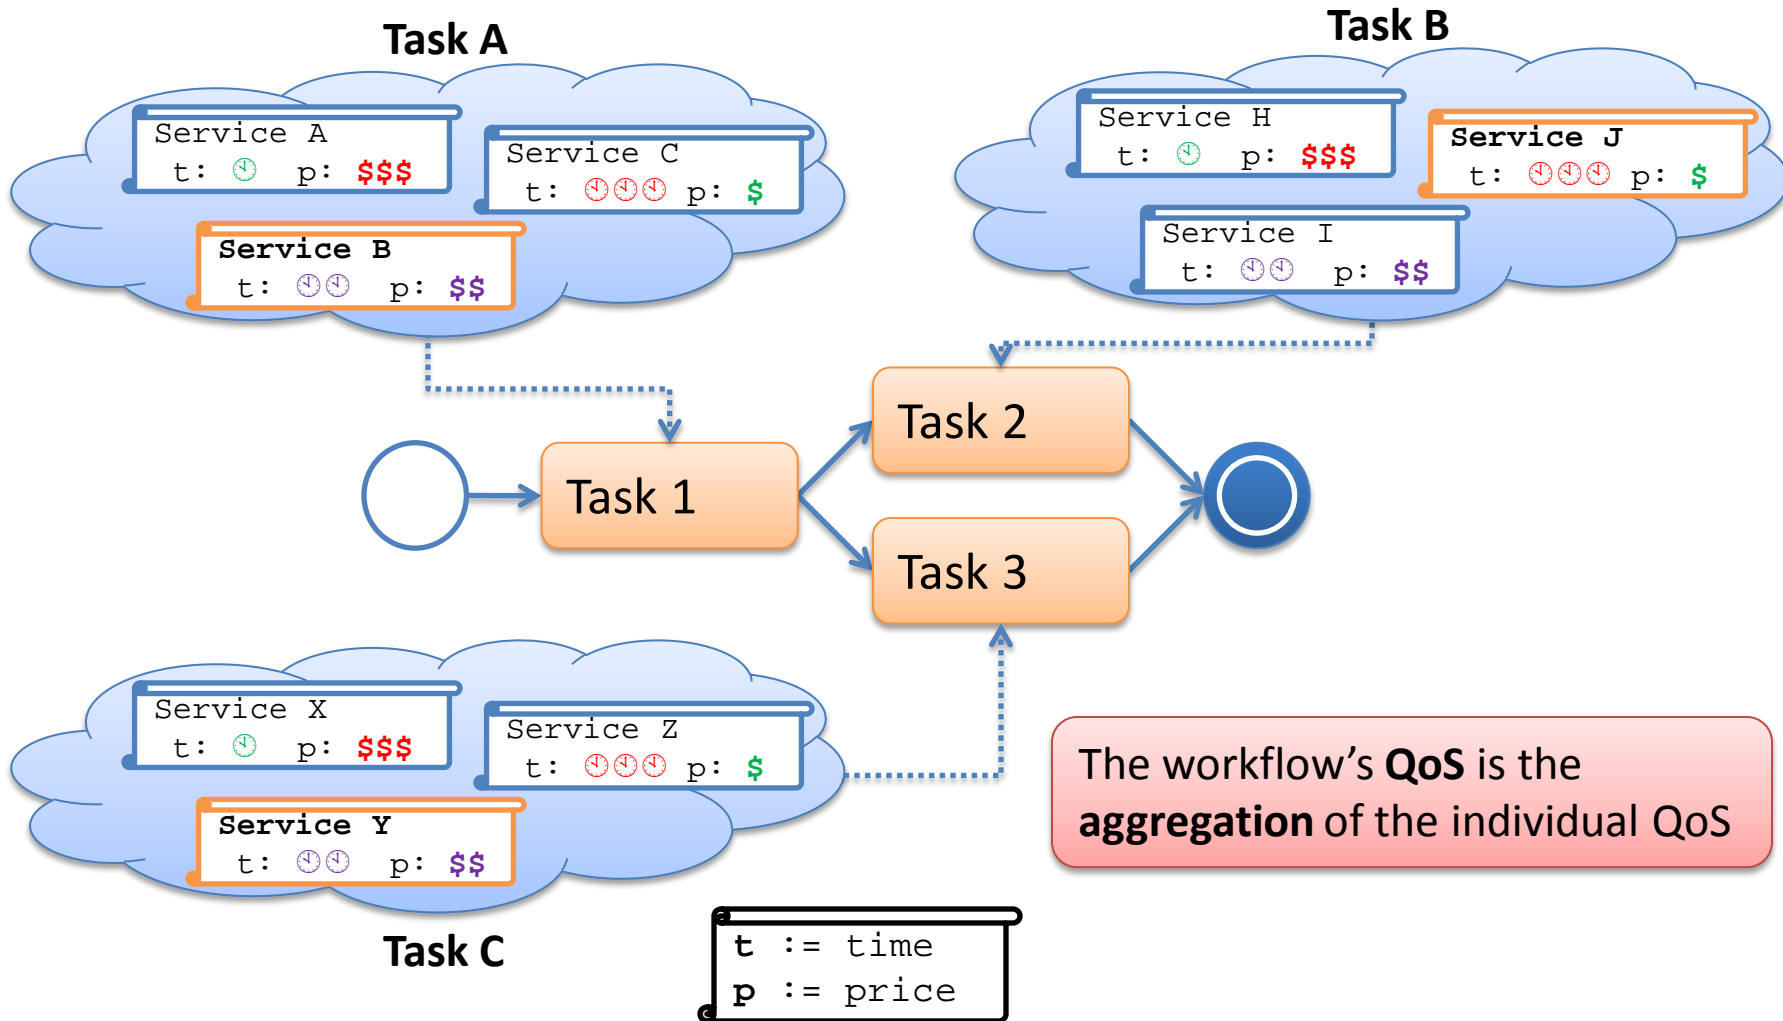 Task A
Service A
t: 🕙 p: $$$
Service C
t: 🕙🕙🕙 p: $
Service B
t: 🕙🕙 p: $$
Task B
Service H
t: 🕙 p: $$$
Service J
t: 🕙🕙🕙 p: $
Service I
t: 🕙🕙 p: $$
Task 1
Task 2
Task 3
Service X
t: 🕙 p: $$$
Service Z
t: 🕙🕙🕙 p: $
Service Y
t: 🕙🕙 p: $$
Task C
The workflow’s QoS is the
aggregation of the individual QoS
t := time
p := price